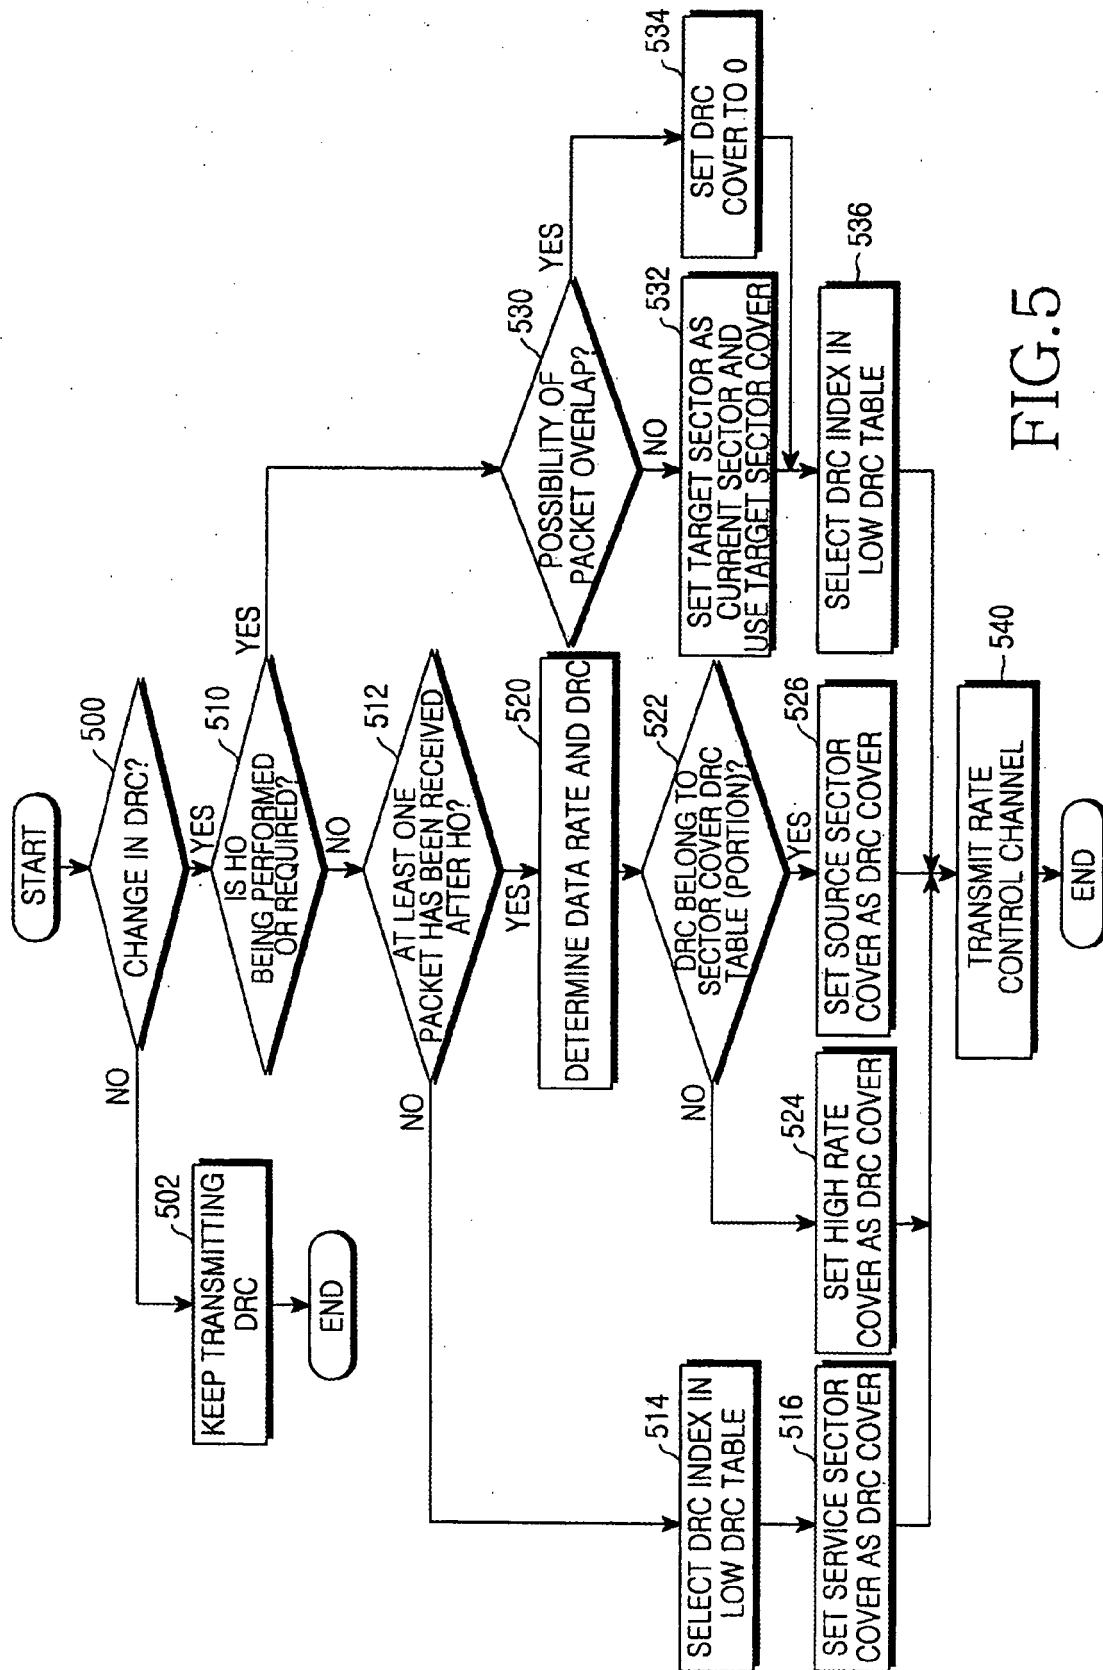 START
500
CHANGE IN DRC?
NO
YES
502
KEEP TRANSMITTING
DRC
END
510
IS HO
BEING PERFORMED
OR REQUIRED?
YES
NO
512
AT LEAST ONE
PACKET HAS BEEN RECEIVED
AFTER HO?
NO
YES
530
POSSIBILITY OF
PACKET OVERLAP?
YES
NO
520
DETERMINE DATA RATE AND DRC
522
DRC BELONG TO
SECTOR COVER DRC
TABLE (PORTION)?
NO
YES
514
SELECT DRC INDEX IN
LOW DRC TABLE
532
SET TARGET SECTOR AS
CURRENT SECTOR AND
USE TARGET SECTOR COVER
534
SET DRC
COVER TO 0
516
SET SERVICE SECTOR
COVER AS DRC COVER
524
SET HIGH RATE
COVER AS DRC COVER
526
SET SOURCE SECTOR
COVER AS DRC COVER
536
SELECT DRC INDEX IN
LOW DRC TABLE
540
TRANSMIT RATE
CONTROL CHANNEL
END
FIG.5